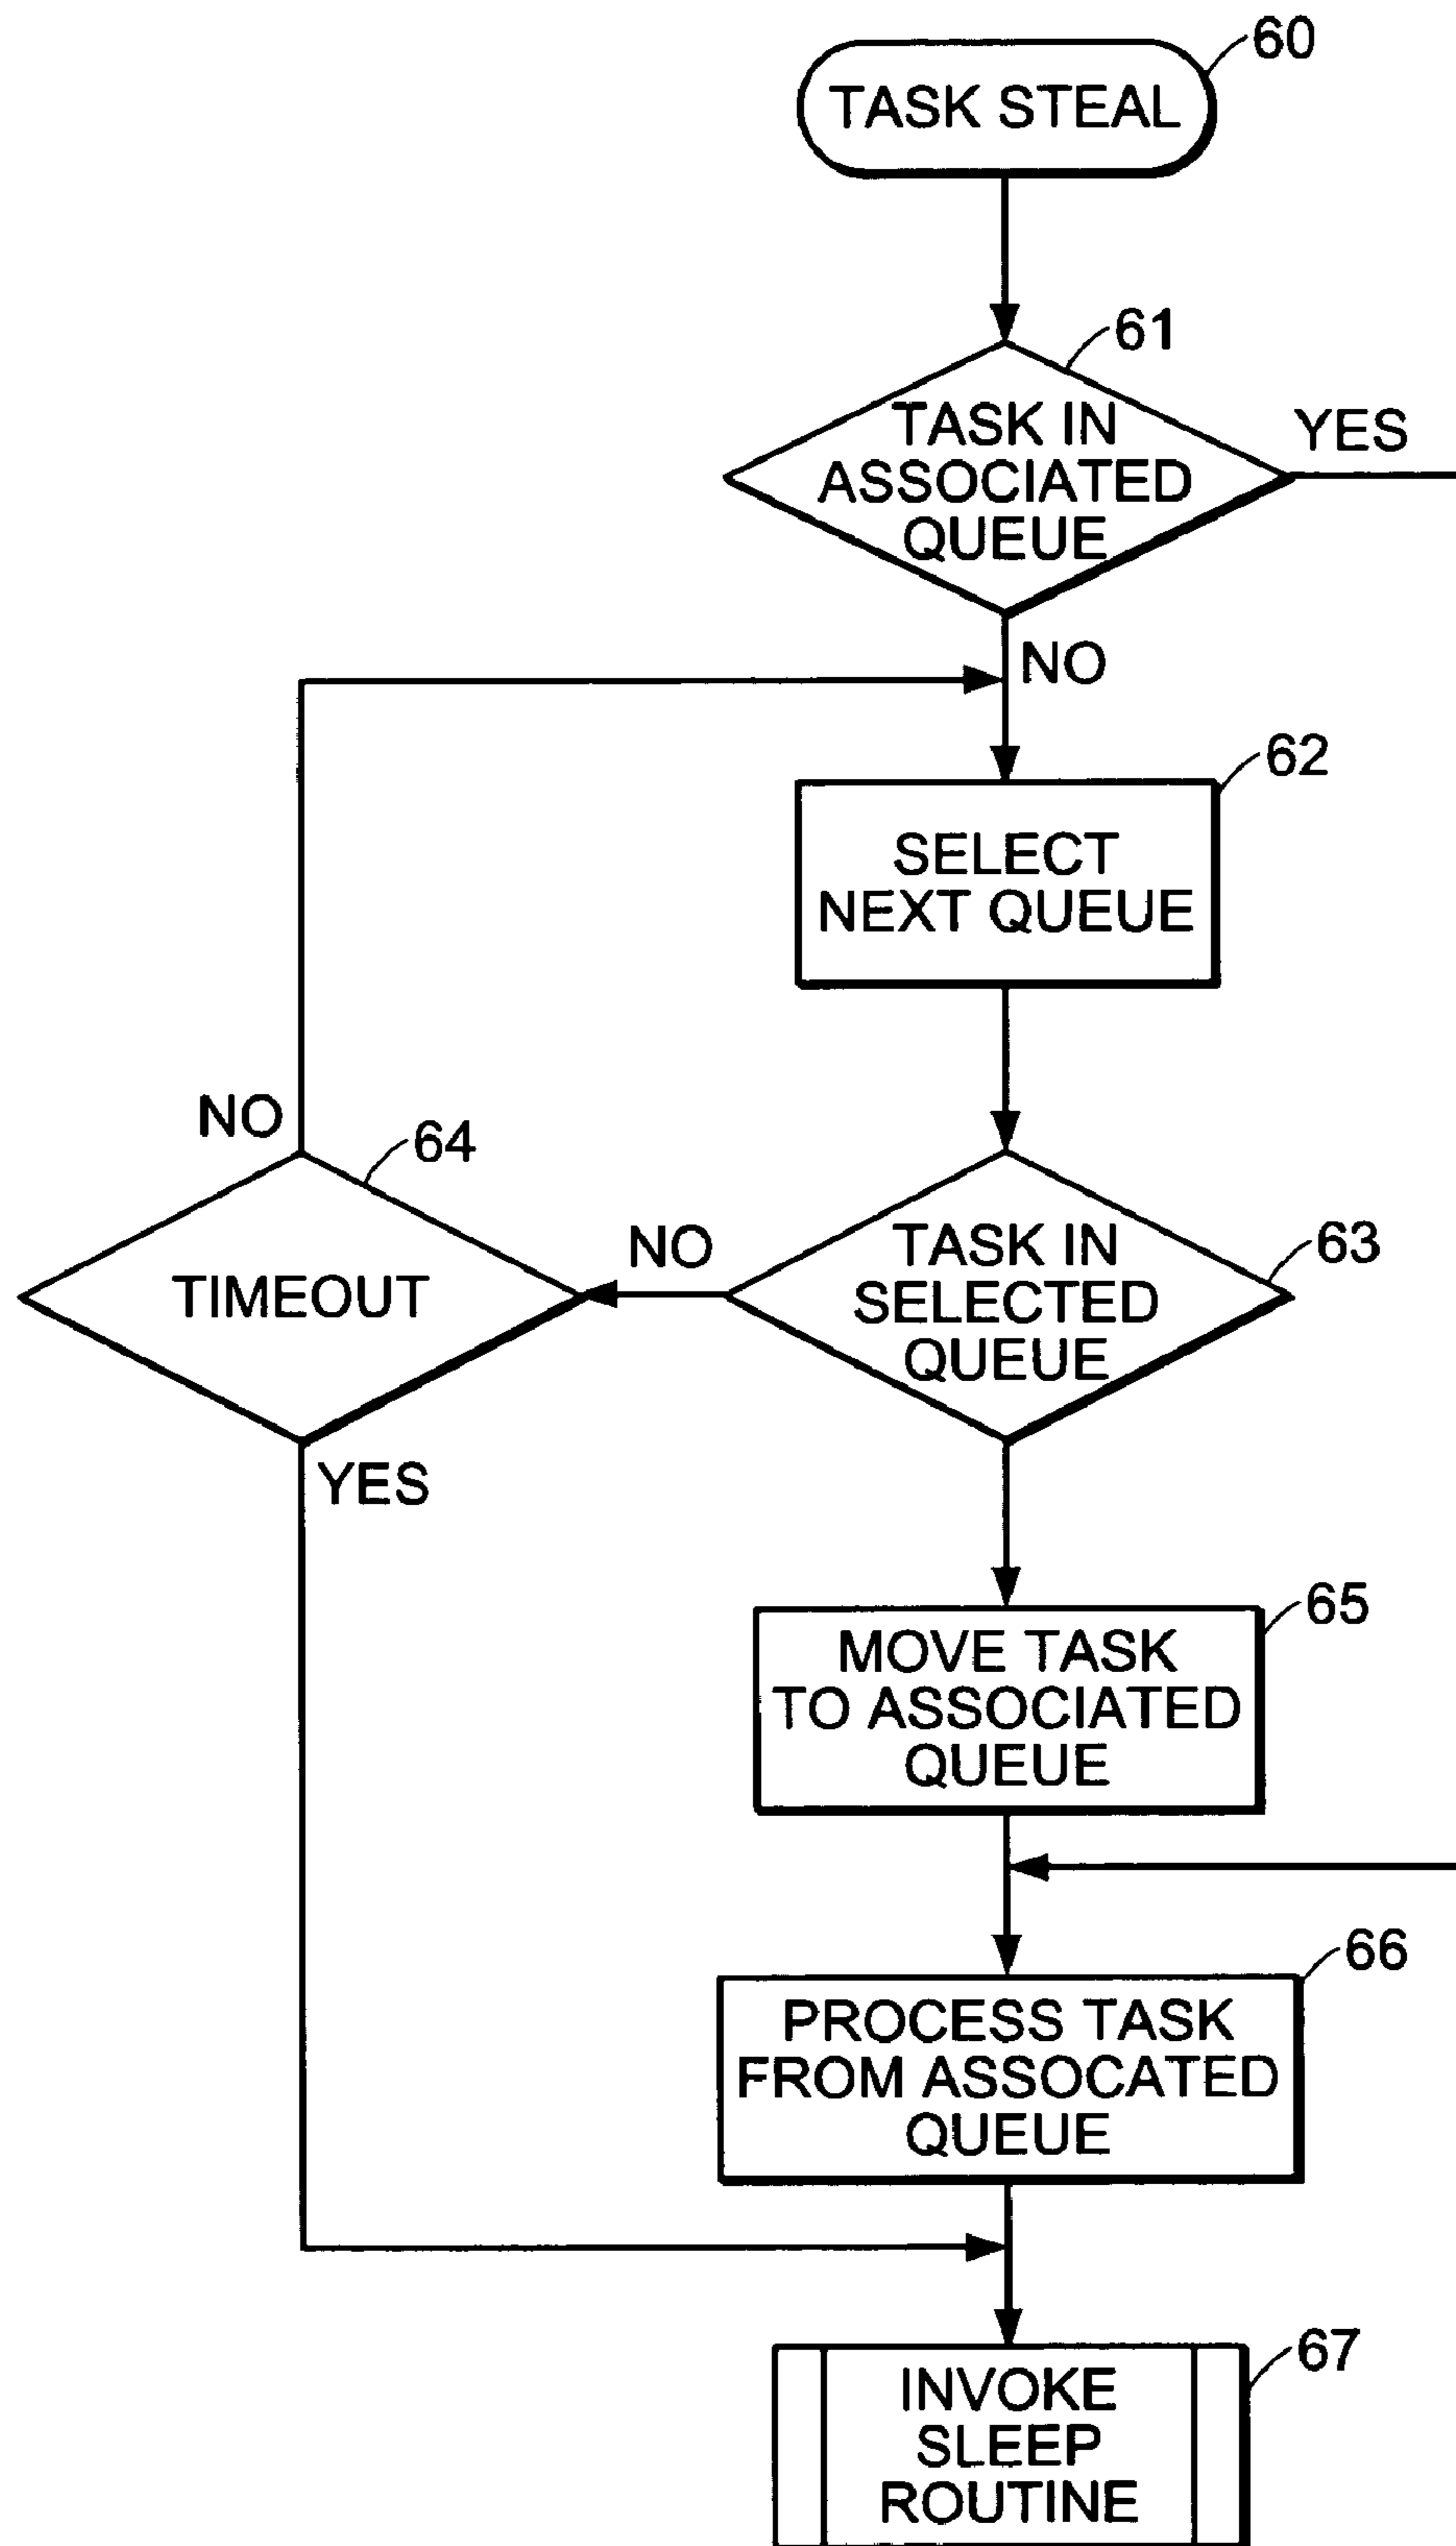 60
TASK STEAL
61
TASK IN
ASSOCIATED
QUEUE
YES
NO
62
SELECT
NEXT QUEUE
NO
64
TIMEOUT
NO
63
TASK IN
SELECTED
QUEUE
YES
65
MOVE TASK
TO ASSOCIATED
QUEUE
66
PROCESS TASK
FROM ASSOCATED
QUEUE
67
INVOKE
SLEEP
ROUTINE